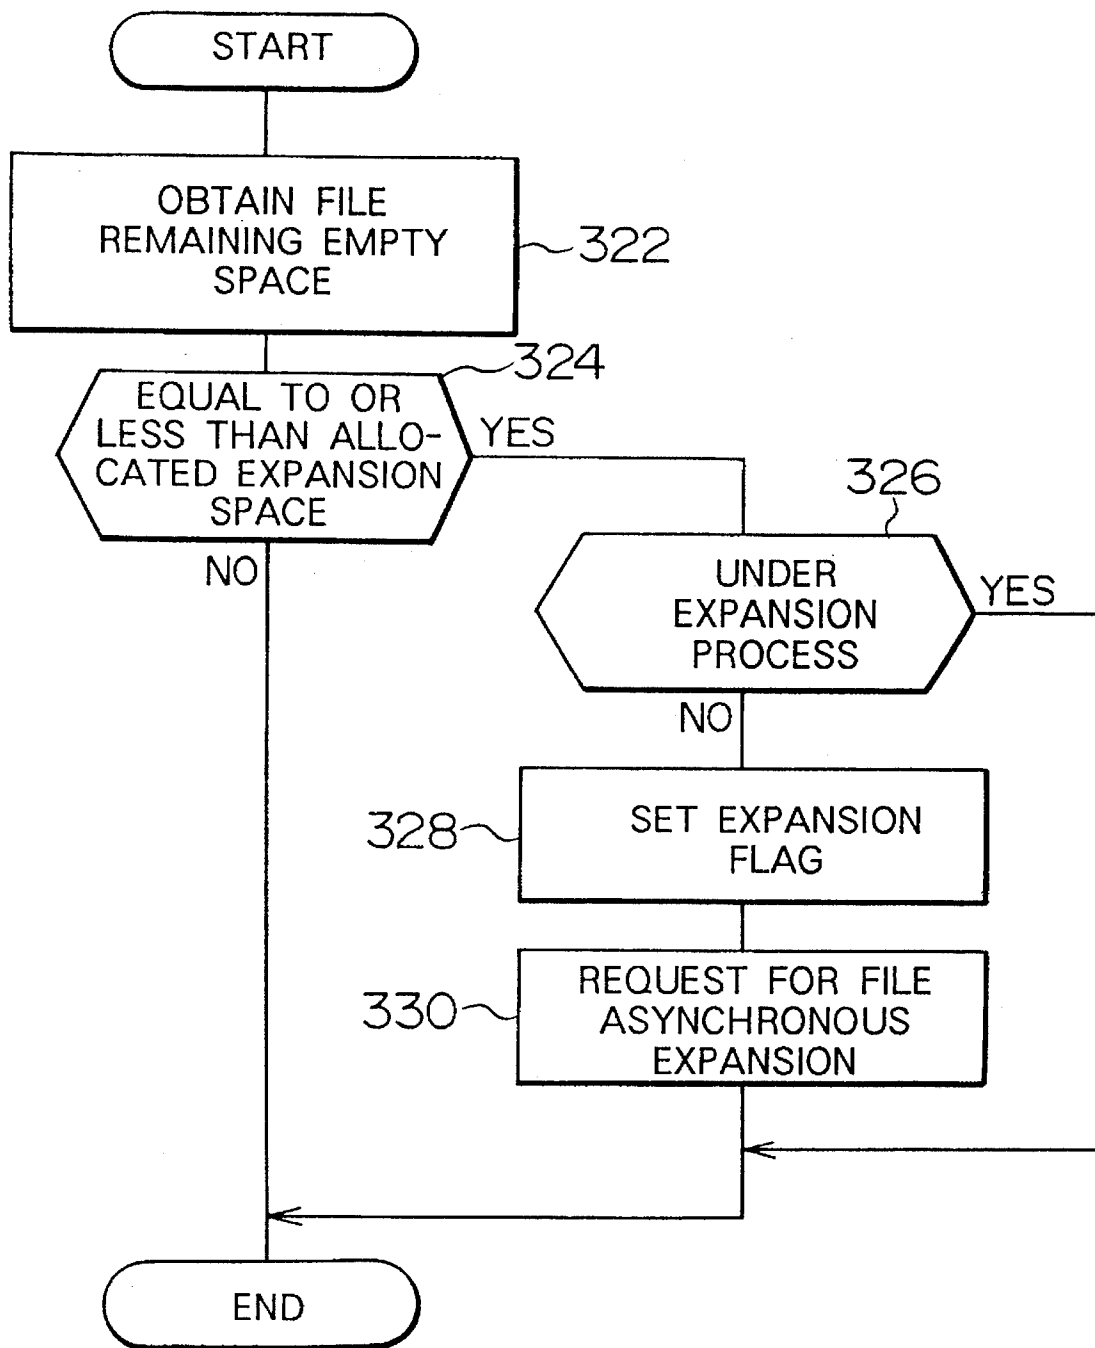 START
OBTAIN FILE
REMAINING EMPTY
SPACE
322
324
EQUAL TO OR
LESS THAN ALLO-
CATED EXPANSION
SPACE
YES
NO
326
UNDER
EXPANSION
PROCESS
YES
NO
328
SET EXPANSION
FLAG
330
REQUEST FOR FILE
ASYNCHRONOUS
EXPANSION
END